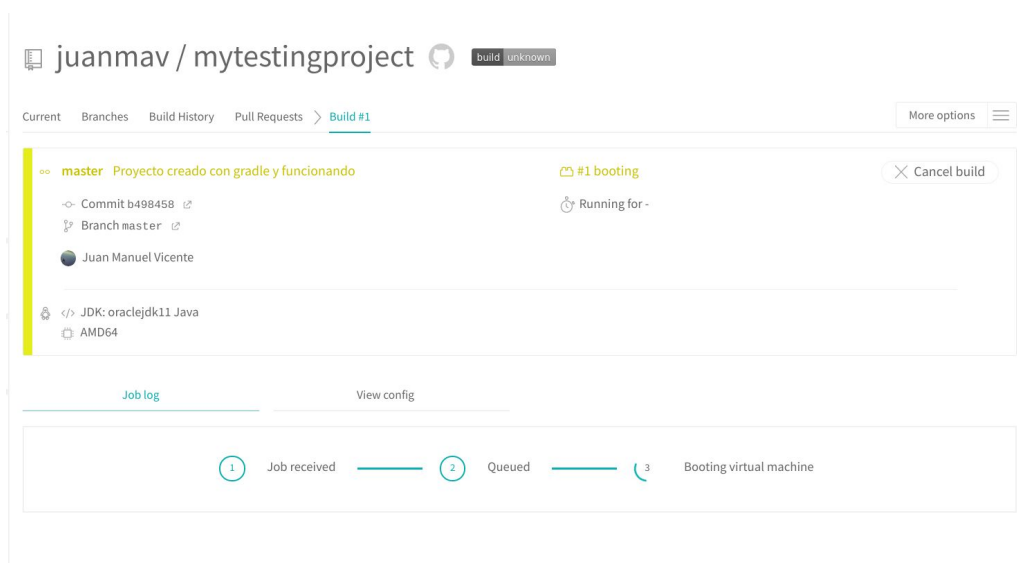 juanmav / mytestingproject build unknown
Current Branches Build History Pull Requests Build #1 More options
master Proyecto creado con gradle y funcionando #1 booting Cancel build
Commit b498458 Running for -
Branch master
Juan Manuel Vicente
</> JDK: oraclejdk11 Java
AMD64
Job log View config
1 Job received 2 Queued 3 Booting virtual machine